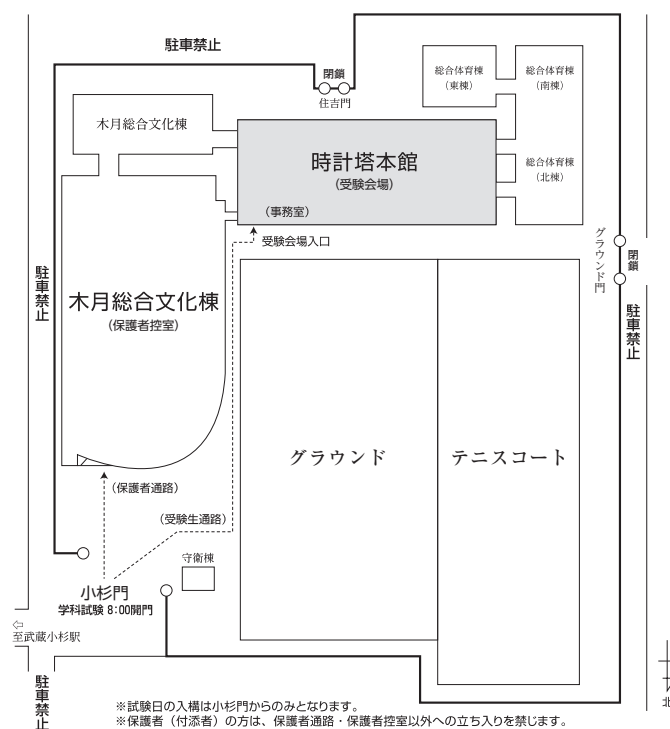 駐車禁止
閉鎖
住吉門
総合体育棟
（東棟）
総合体育棟
（南棟）
木月総合文化棟
時計塔本館
（受験会場）
総合体育棟
（北棟）
（事務室）
受験会場入口
グラウンド門
閉鎖
駐車禁止
木月総合文化棟
（保護者控室）
駐車禁止
グラウンド
テニスコート
（保護者通路）
（受験生通路）
守衛棟
小杉門
学科試験 8：00開門
⇦
至武蔵小杉駅
駐車禁止
北
※試験日の入構は小杉門からのみとなります。
※保護者（付添者）の方は、保護者通路・保護者控室以外への立ち入りを禁じます。